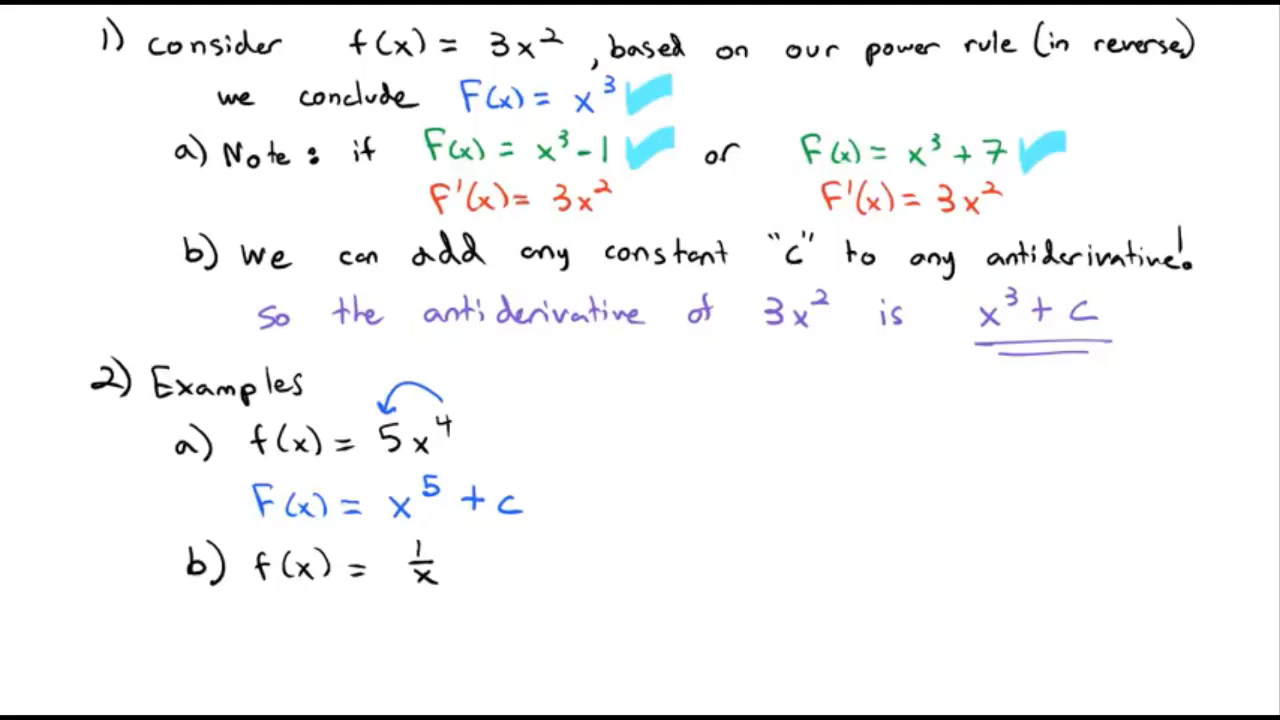 1) Consider f(x) = 3x², based on our power rule (in reverse)
we conclude F(x) = x³
a) Note: if F(x) = x³ - 1 or F(x) = x³ + 7
F'(x) = 3x² F'(x) = 3x²
b) We can add any constant "c" to any antiderivative!
So the antiderivative of 3x² is x³ + c
2) Examples
a) f(x) = 5x⁴
F(x) = x⁵ + c
b) f(x) = 1/x